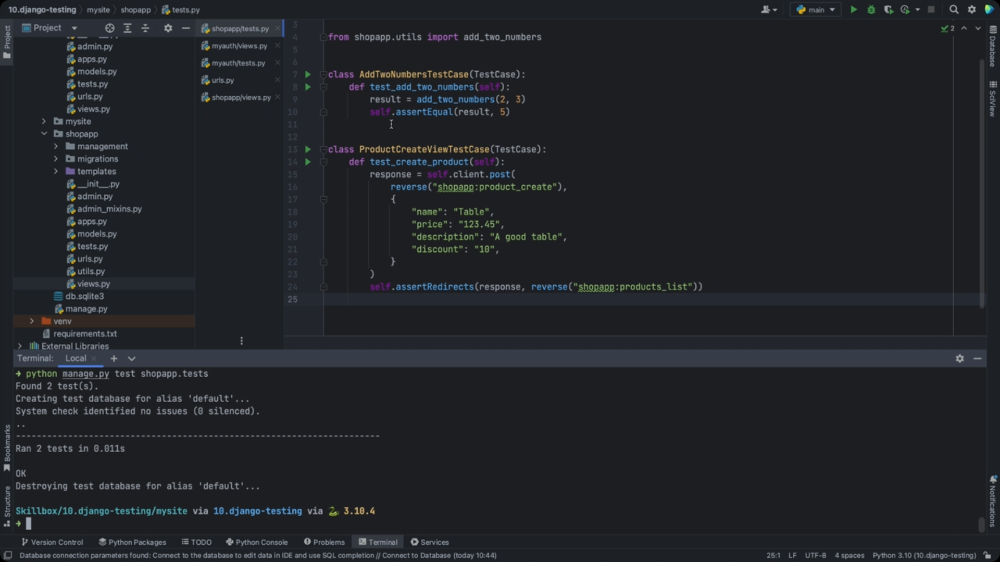 10.django-testing mysite shopapp tests.py
main
Project
Project
admin.py
apps.py
models.py
tests.py
urls.py
views.py
mysite
shopapp
management
migrations
templates
__init__.py
admin.py
admin_mixins.py
apps.py
models.py
tests.py
urls.py
utils.py
views.py
db.sqlite3
manage.py
venv
requirements.txt
External Libraries
shopapp/tests.py
myauth/views.py
myauth/tests.py
urls.py
shopapp/views.py
2
3
4 from shopapp.utils import add_two_numbers
5
6
7 class AddTwoNumbersTestCase(TestCase):
8 def test_add_two_numbers(self):
9 result = add_two_numbers(2, 3)
10 self.assertEqual(result, 5)
11
12
13 class ProductCreateViewTestCase(TestCase):
14 def test_create_product(self):
15 response = self.client.post(
16 reverse("shopapp:product_create"),
17 {
18 "name": "Table",
19 "price": "123.45",
20 "description": "A good table",
21 "discount": "10",
22 }
23 )
24 self.assertRedirects(response, reverse("shopapp:products_list"))
25
Database
SciView
Notifications
Bookmarks
Structure
Terminal: Local
➜ python manage.py test shopapp.tests
Found 2 test(s).
Creating test database for alias 'default'...
System check identified no issues (0 silenced).
..
----------------------------------------------------------------------
Ran 2 tests in 0.011s
OK
Destroying test database for alias 'default'...
Skillbox/10.django-testing/mysite via 10.django-testing via 🐍 3.10.4
➜
Version Control Python Packages TODO Python Console Problems Terminal Services
Database connection parameters found: Connect to the database to edit data in IDE and use SQL completion // Connect to Database (today 10:44) 25:1 LF UTF-8 4 spaces Python 3.10 (10.django-testing)